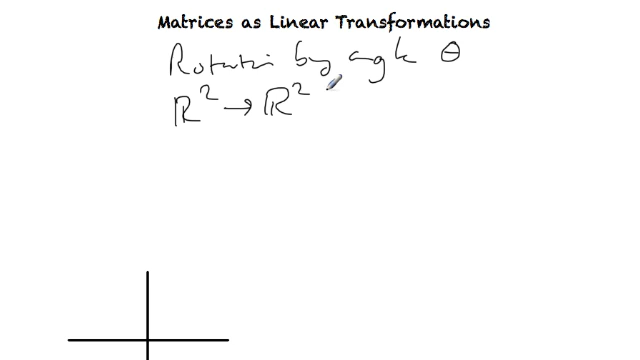 Matrices as Linear Transformations
Rotation by angle θ
ℝ² → ℝ²